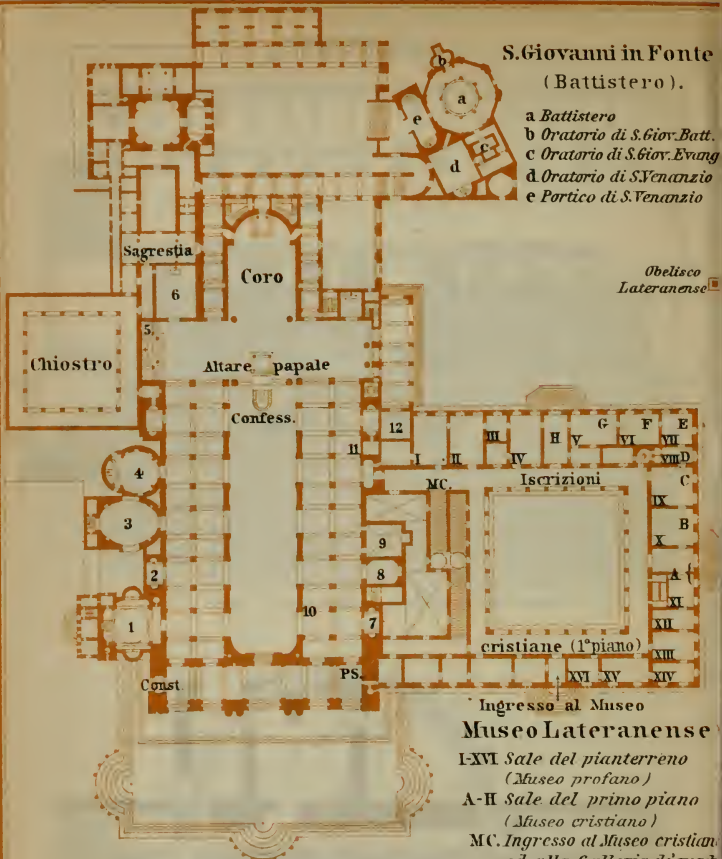 S. Giovanni in Fonte
(Battistero).
a Battistero
b Oratorio di S. Giov. Batt.
c Oratorio di S. Giov. Evang
d Oratorio di S. Venanzio
e Portico di S. Venanzio
b
a
e
c
d
Obelisco
Lateranense
Sagrestia
6
Coro
5.
Chiostro
Altare papale
Confess.
12
11
I II III IV H V G VI F VII E
VIII D
MC. Iscrizioni
C
IX
4
B
X
3
9
2
8
A
XI
10
7
XII
1
cristiane (1º piano)
XIII
Const.
PS.
XVI XV XIV
Ingresso al Museo
Museo Lateranense
I-XVI Sale del pianterreno
(Museo profano)
A-H Sale del primo piano
(Museo cristiano)
MC. Ingresso al Museo cristian